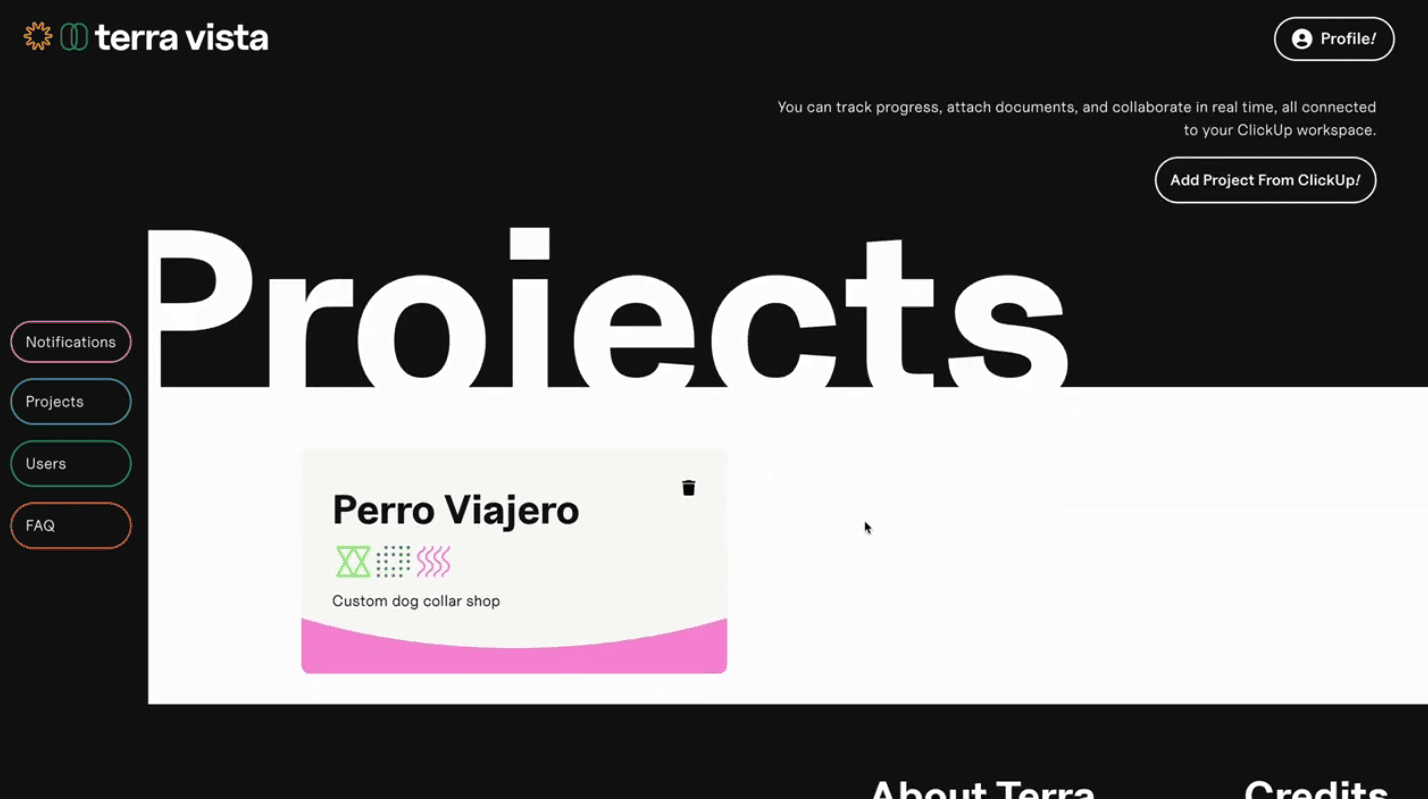 terra vista
Profile!
You can track progress, attach documents, and collaborate in real time, all connected
to your ClickUp workspace.
Add Project From ClickUp!
Projects
Notifications
Projects
Users
FAQ
Perro Viajero
Custom dog collar shop
About Terra
Credits